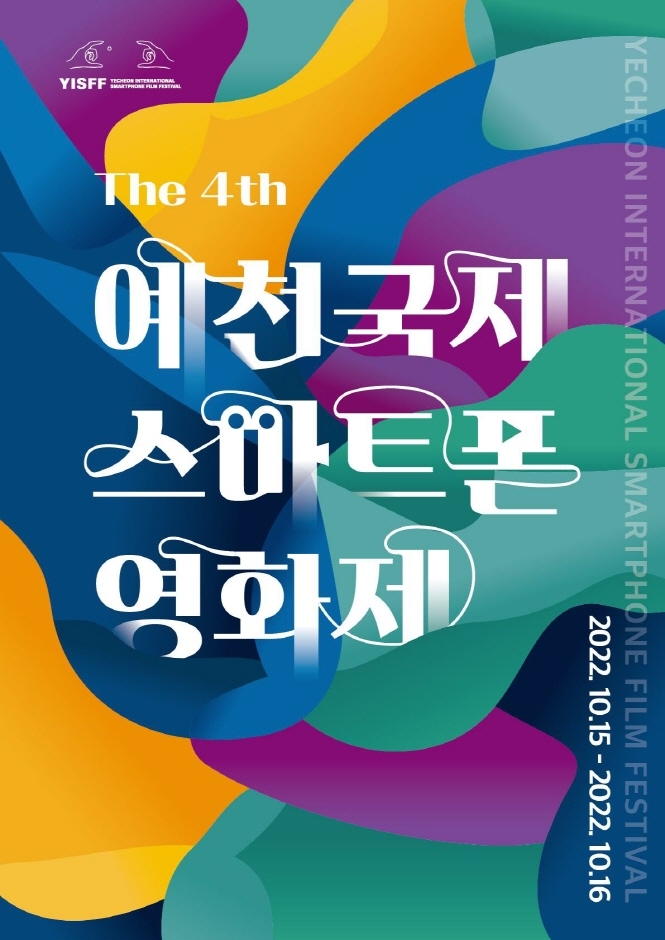 YISFF
YECHEON INTERNATIONAL
SMARTPHONE FILM FESTIVAL
The 4th
예천국제
스마트폰
영화제
YECHEON INTERNATIONAL SMARTPHONE FILM FESTIVAL
2022. 10.15 - 2022. 10.16